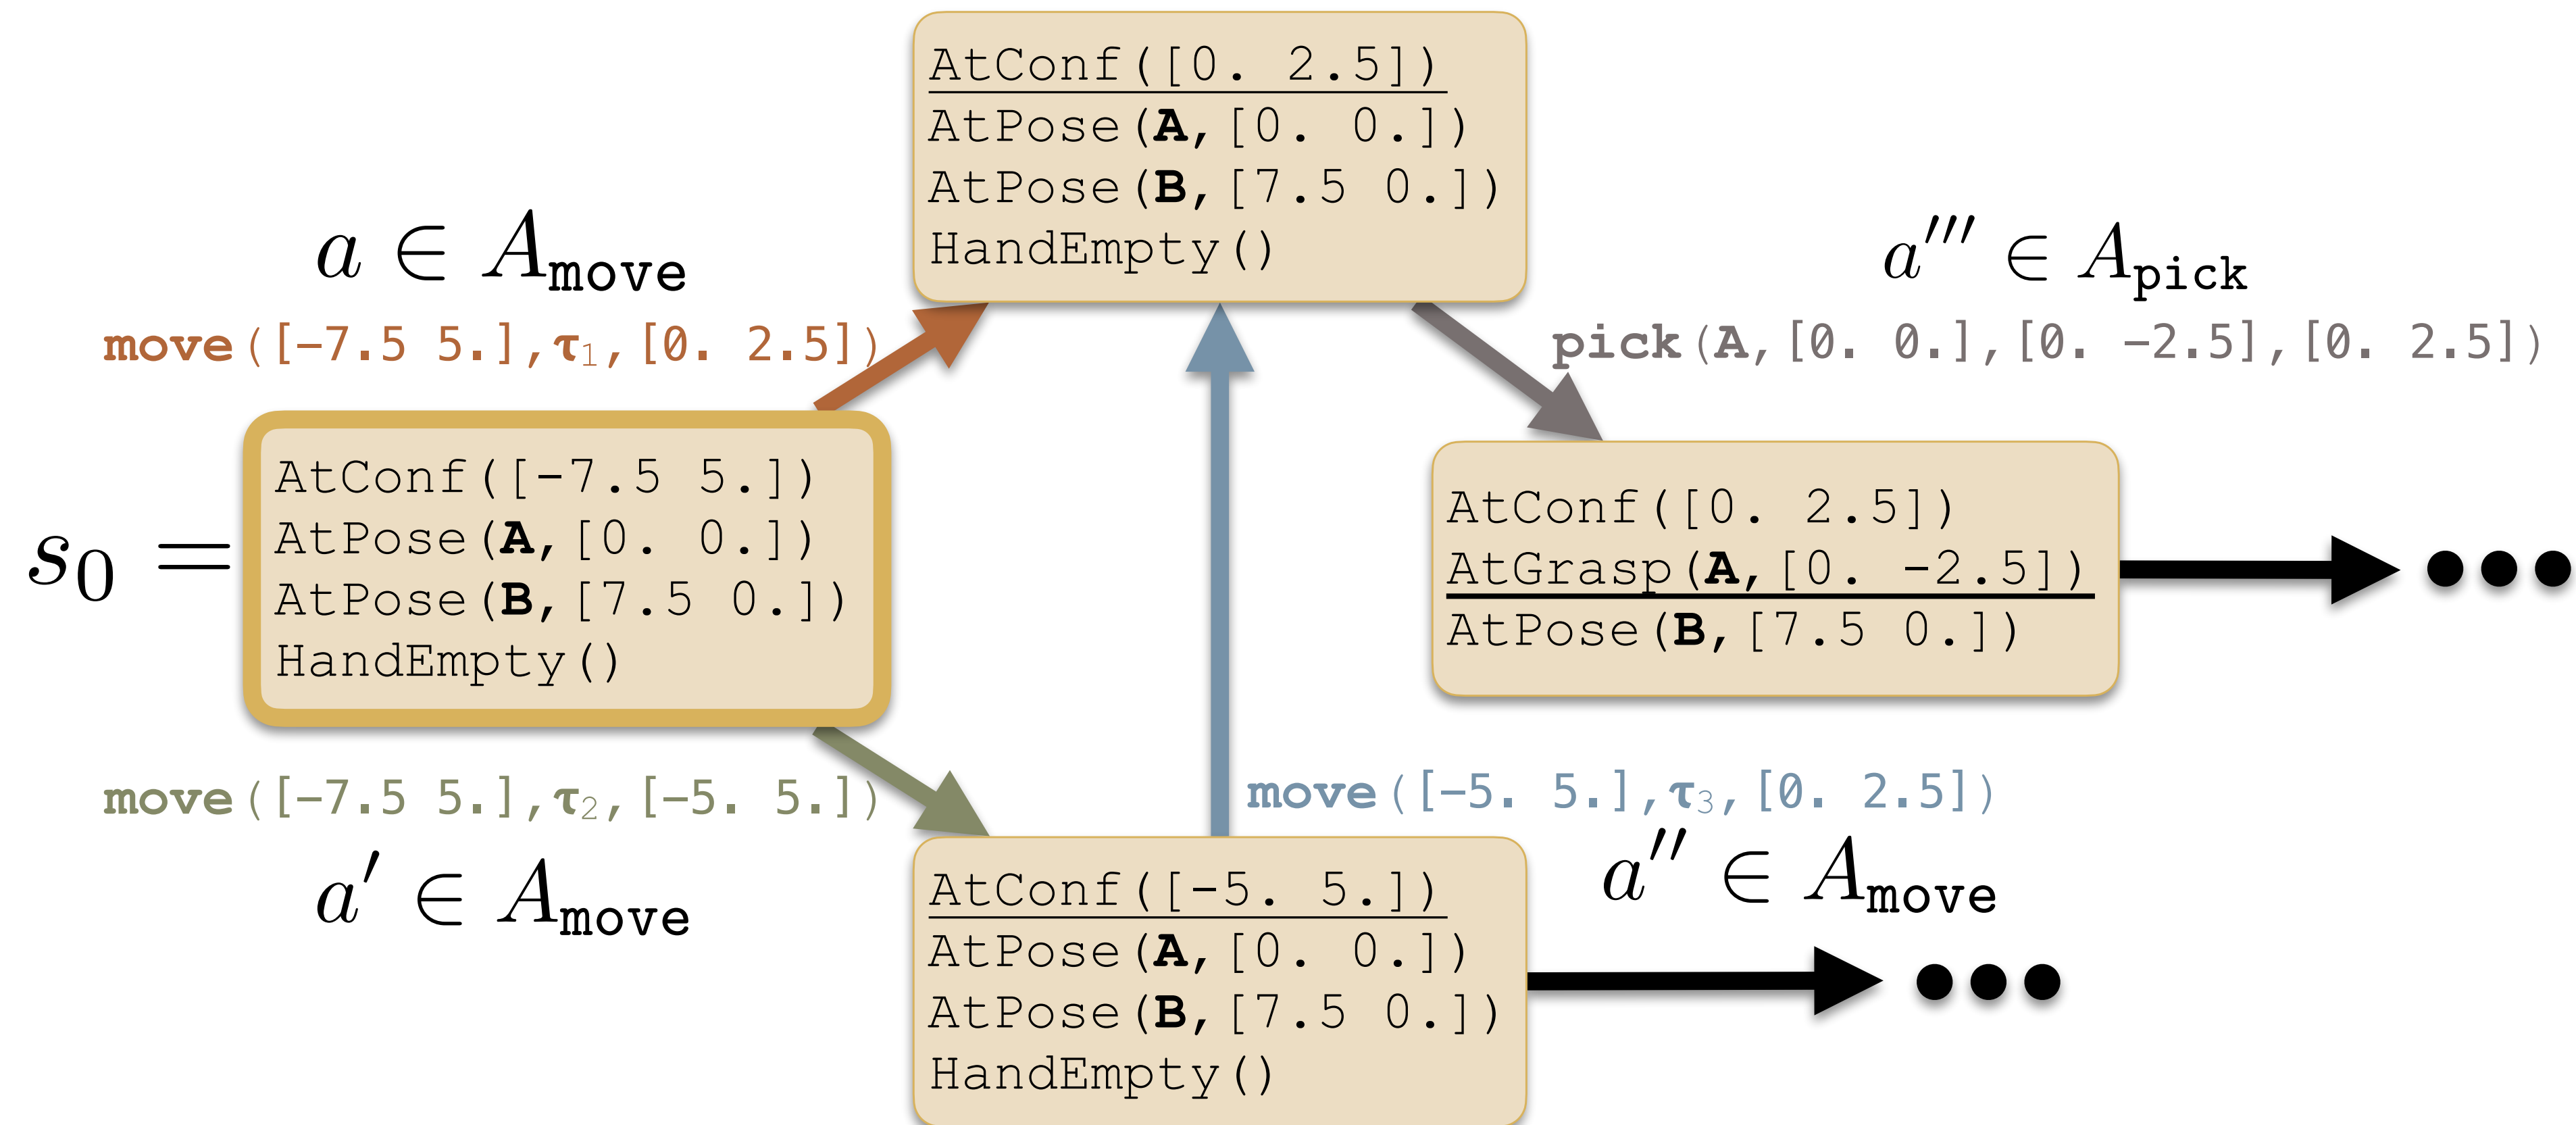 AtConf([0. 2.5])
AtPose(A,[0. 0.])
AtPose(B,[7.5 0.])
HandEmpty()
a ∈ A_move
move([-7.5 5.],τ₁,[0. 2.5])
a''' ∈ A_pick
pick(A,[0. 0.],[0. -2.5],[0. 2.5])
s₀ =
AtConf([-7.5 5.])
AtPose(A,[0. 0.])
AtPose(B,[7.5 0.])
HandEmpty()
AtConf([0. 2.5])
AtGrasp(A,[0. -2.5])
AtPose(B,[7.5 0.])
•••
move([-7.5 5.],τ₂,[-5. 5.])
a' ∈ A_move
move([-5. 5.],τ₃,[0. 2.5])
a'' ∈ A_move
AtConf([-5. 5.])
AtPose(A,[0. 0.])
AtPose(B,[7.5 0.])
HandEmpty()
•••